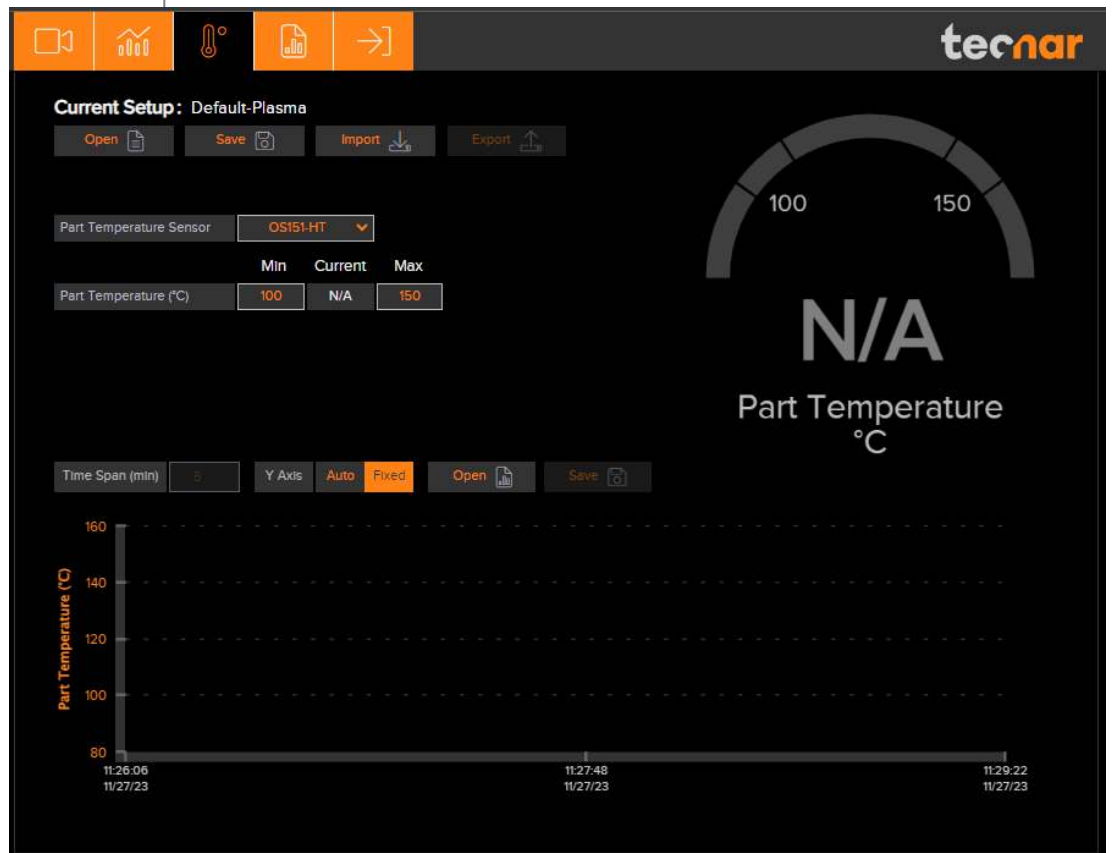 tecnar
Current Setup: Default-Plasma
Open Save Import Export
Part Temperature Sensor OS151-HT
Min Current Max
Part Temperature (°C) 100 N/A 150
100 150
N/A
Part Temperature
°C
Time Span (min) 5 Y Axis Auto Fixed Open Save
Part Temperature (°C)
160
140
120
100
80
11:26:06 11:27:48 11:29:22
11/27/23 11/27/23 11/27/23